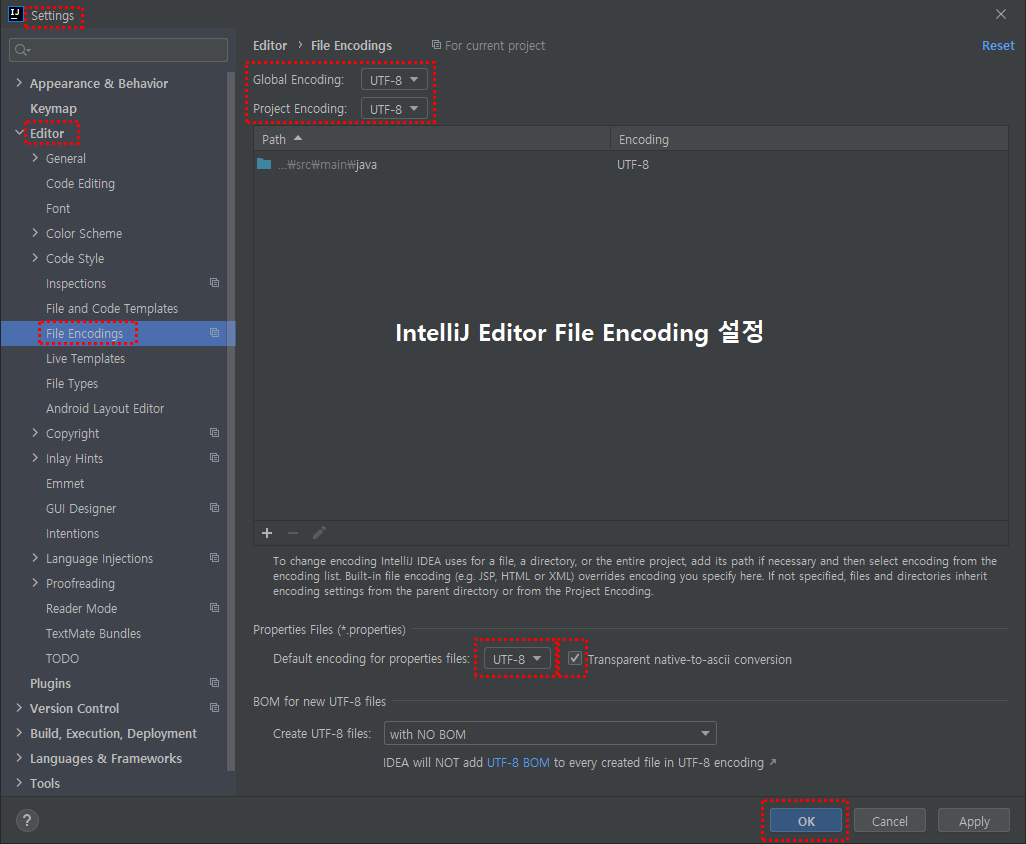 IJ
Settings
Editor › File Encodings For current project Reset
Appearance & Behavior
Keymap
Editor
General
Code Editing
Font
Color Scheme
Code Style
Inspections
File and Code Templates
File Encodings
Live Templates
File Types
Android Layout Editor
Copyright
Inlay Hints
Emmet
GUI Designer
Intentions
Language Injections
Proofreading
Reader Mode
TextMate Bundles
TODO
Plugins
Version Control
Build, Execution, Deployment
Languages & Frameworks
Tools
Global Encoding: UTF-8
Project Encoding: UTF-8
Path Encoding
...₩src₩main₩java UTF-8
IntelliJ Editor File Encoding 설정
To change encoding IntelliJ IDEA uses for a file, a directory, or the entire project, add its path if necessary and then select encoding from the
encoding list. Built-in file encoding (e.g. JSP, HTML or XML) overrides encoding you specify here. If not specified, files and directories inherit
encoding settings from the parent directory or from the Project Encoding.
Properties Files (*.properties)
Default encoding for properties files: UTF-8 Transparent native-to-ascii conversion
BOM for new UTF-8 files
Create UTF-8 files: with NO BOM
IDEA will NOT add UTF-8 BOM to every created file in UTF-8 encoding ↗
? OK Cancel Apply